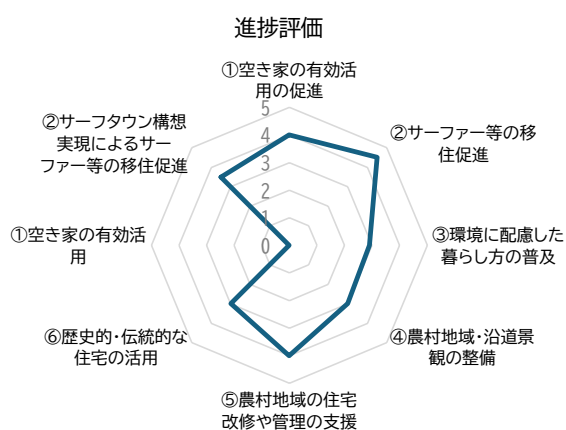 進捗評価
①空き家の有効活
用の促進
②サーファー等の移
住促進
③環境に配慮した
暮らし方の普及
④農村地域・沿道景
観の整備
⑤農村地域の住宅
改修や管理の支援
⑥歴史的・伝統的な
住宅の活用
①空き家の有効活
用
②サーフタウン構想
実現によるサー
ファー等の移住促進
5
4
3
2
1
0